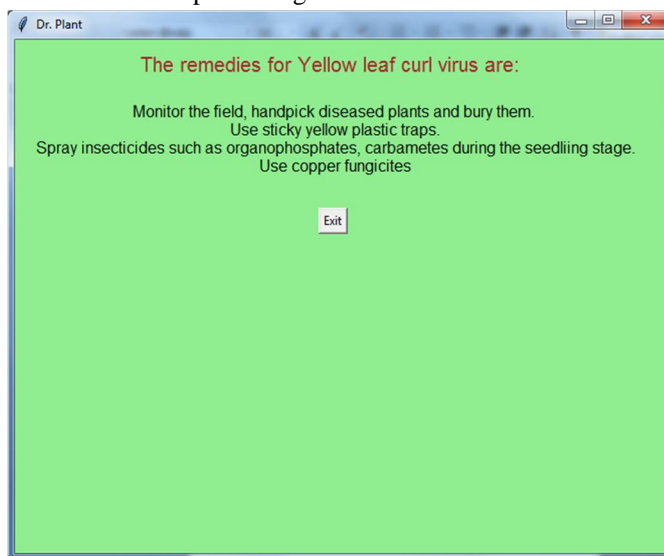 Dr. Plant
The remedies for Yellow leaf curl virus are:
Monitor the field, handpick diseased plants and bury them.
Use sticky yellow plastic traps.
Spray insecticides such as organophosphates, carbametes during the seedliing stage.
Use copper fungicites
Exit